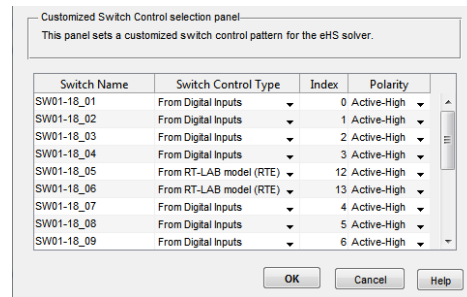 Customized Switch Control selection panel
This panel sets a customized switch control pattern for the eHS solver.
Switch Name Switch Control Type Index Polarity
SW01-18_01 From Digital Inputs 0 Active-High
SW01-18_02 From Digital Inputs 1 Active-High
SW01-18_03 From Digital Inputs 2 Active-High
SW01-18_04 From Digital Inputs 3 Active-High
SW01-18_05 From RT-LAB model (RTE) 12 Active-High
SW01-18_06 From RT-LAB model (RTE) 13 Active-High
SW01-18_07 From Digital Inputs 4 Active-High
SW01-18_08 From Digital Inputs 5 Active-High
SW01-18_09 From Digital Inputs 6 Active-High
OK Cancel Help